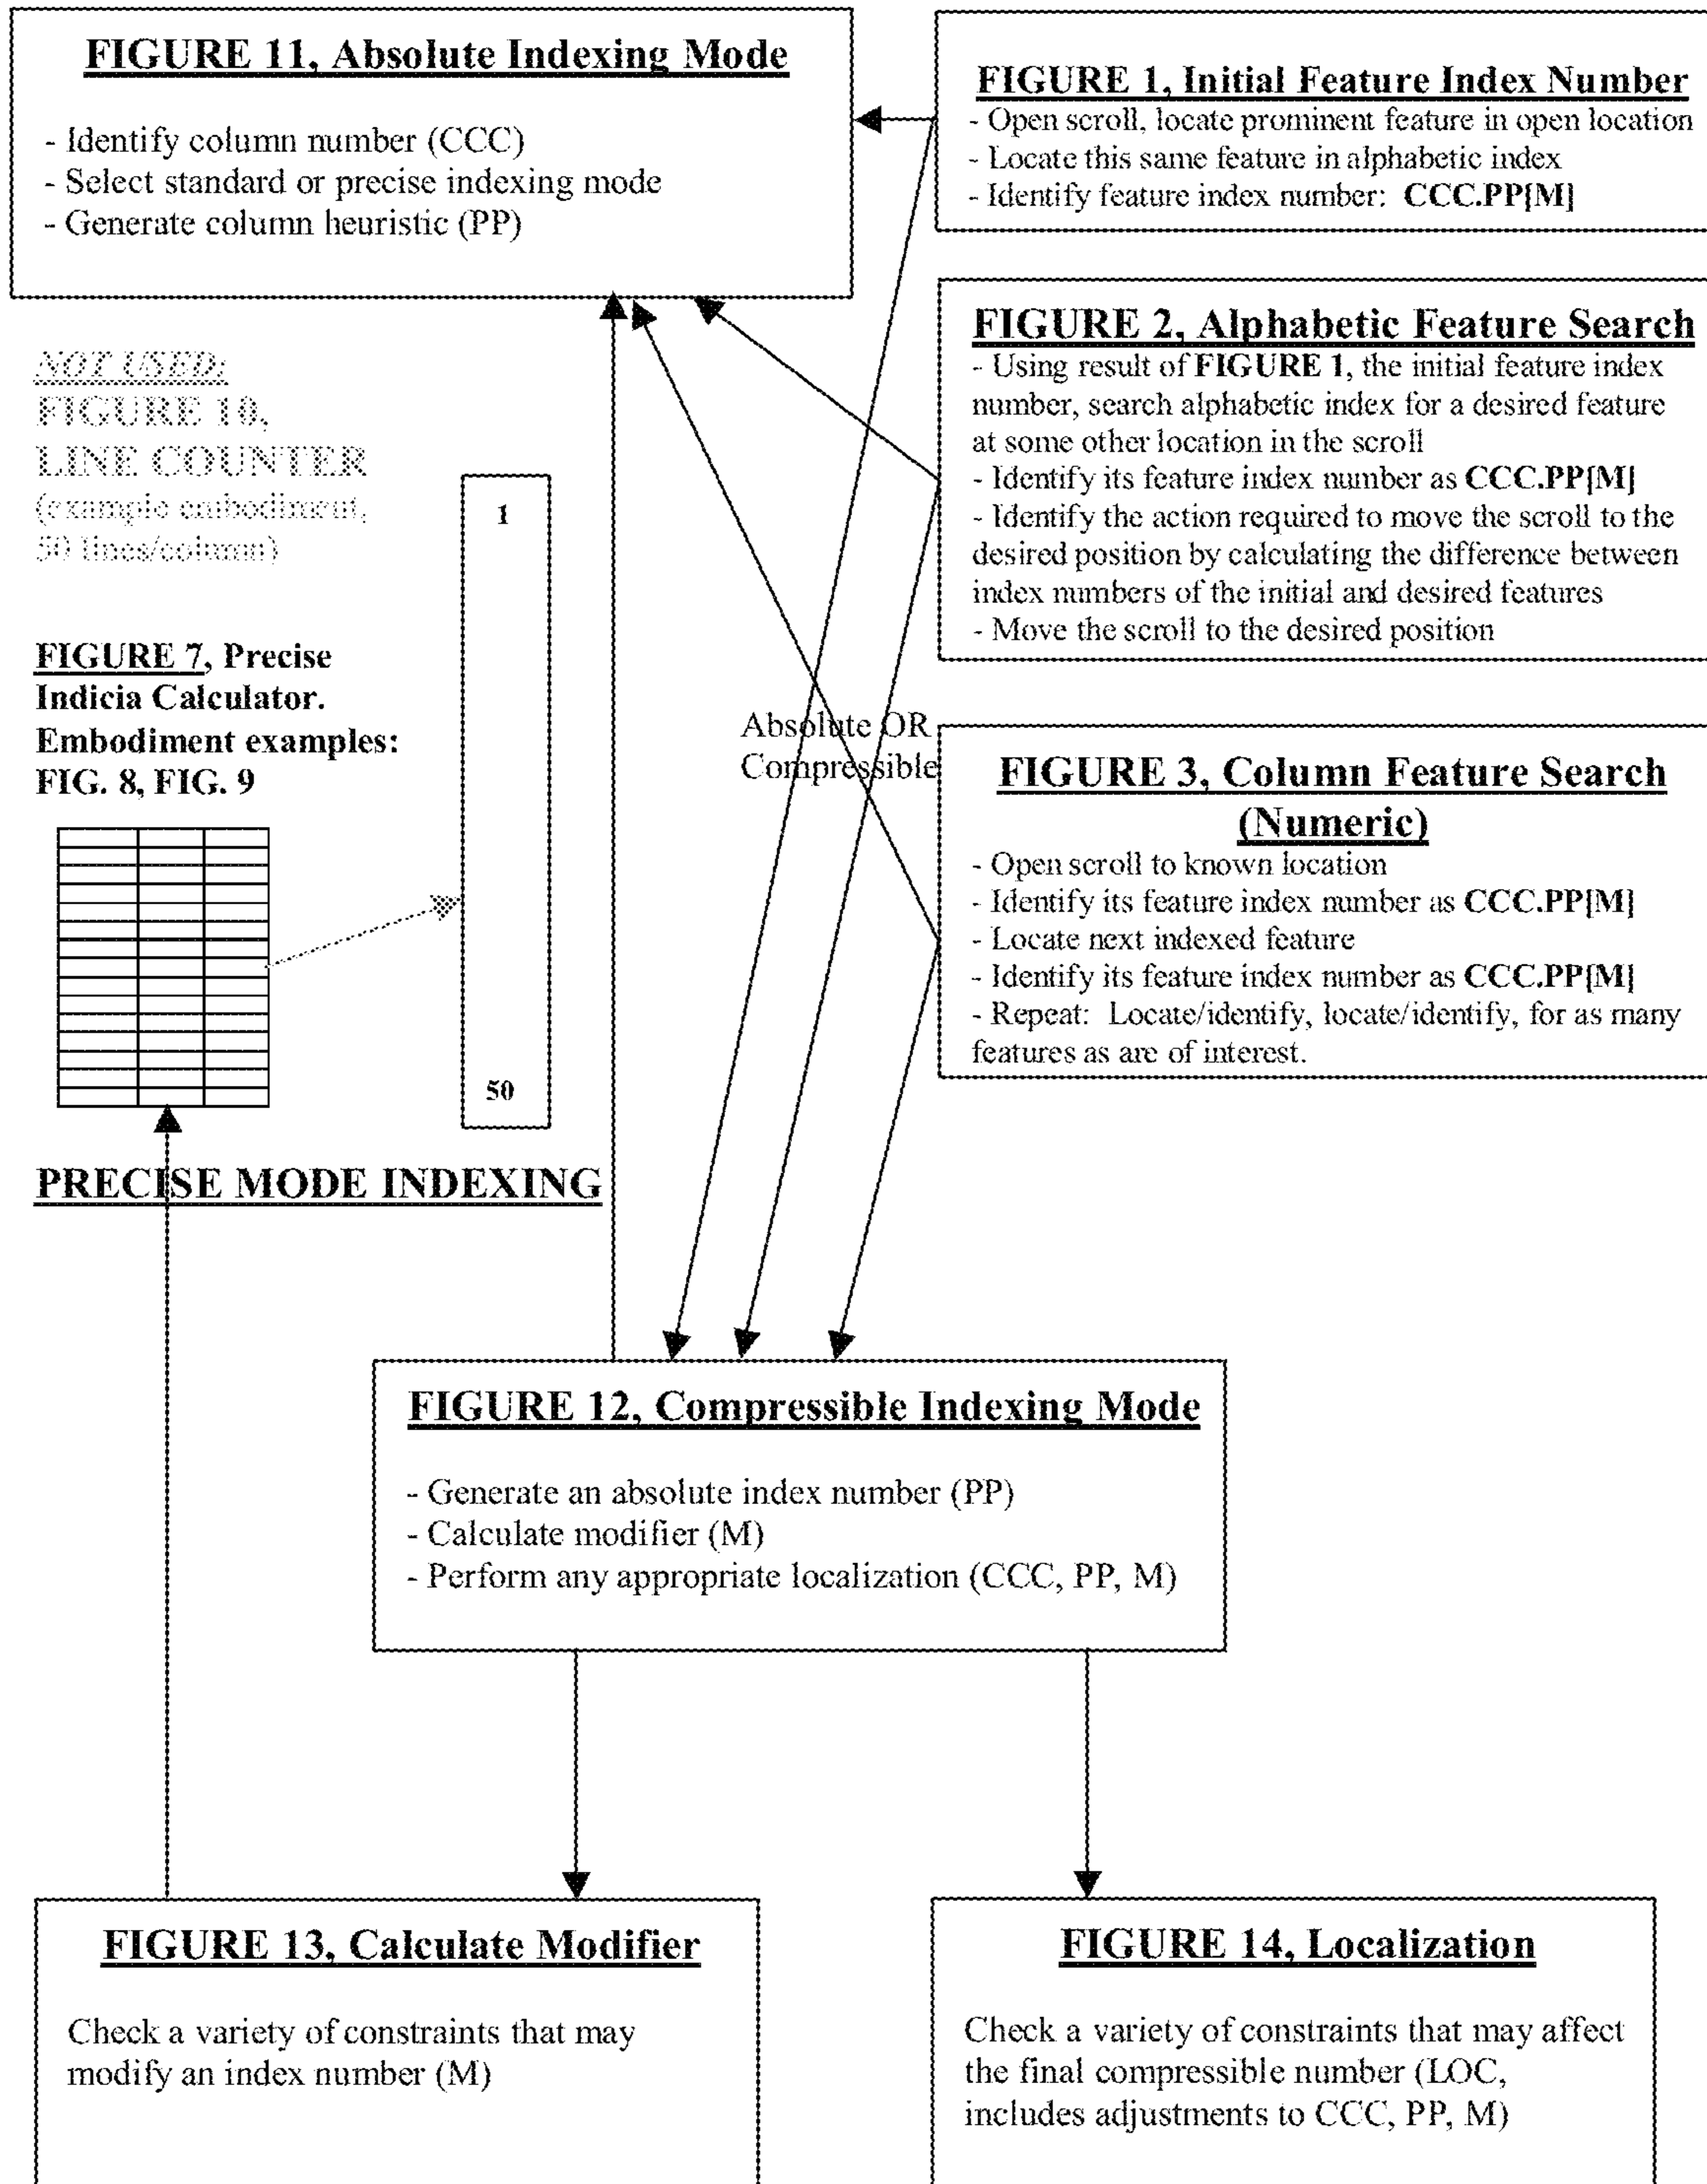 FIGURE 11, Absolute Indexing Mode
- Identify column number (CCC)
- Select standard or precise indexing mode
- Generate column heuristic (PP)
FIGURE 1, Initial Feature Index Number
- Open scroll, locate prominent feature in open location
- Locate this same feature in alphabetic index
- Identify feature index number: CCC.PP[M]
FIGURE 2, Alphabetic Feature Search
- Using result of FIGURE 1, the initial feature index
number, search alphabetic index for a desired feature
at some other location in the scroll
- Identify its feature index number as CCC.PP[M]
- Identify the action required to move the scroll to the
desired position by calculating the difference between
index numbers of the initial and desired features
- Move the scroll to the desired position
NOT USED:
FIGURE 10,
LINE COUNTER
(example embodiment,
50 lines/column)
1
50
FIGURE 7, Precise
Indicia Calculator.
Embodiment examples:
FIG. 8, FIG. 9
Absolute OR
Compressible
FIGURE 3, Column Feature Search
(Numeric)
- Open scroll to known location
- Identify its feature index number as CCC.PP[M]
- Locate next indexed feature
- Identify its feature index number as CCC.PP[M]
- Repeat: Locate/identify, locate/identify, for as many
features as are of interest.
PRECISE MODE INDEXING
FIGURE 12, Compressible Indexing Mode
- Generate an absolute index number (PP)
- Calculate modifier (M)
- Perform any appropriate localization (CCC, PP, M)
FIGURE 13, Calculate Modifier
Check a variety of constraints that may
modify an index number (M)
FIGURE 14, Localization
Check a variety of constraints that may affect
the final compressible number (LOC,
includes adjustments to CCC, PP, M)